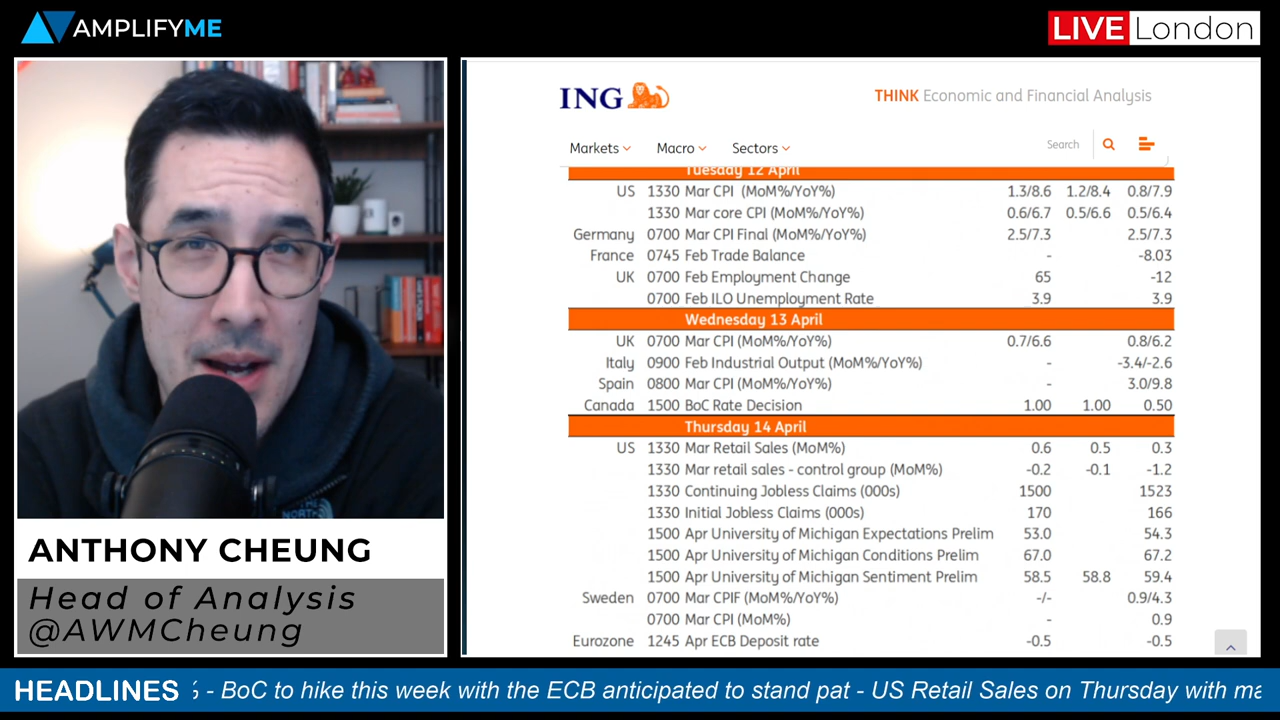 AMPLIFYME
LIVE London
ING
THINK Economic and Financial Analysis
Markets Macro Sectors Search
Tuesday 12 April
US 1330 Mar CPI (MoM%/YoY%) 1.3/8.6 1.2/8.4 0.8/7.9
1330 Mar core CPI (MoM%/YoY%) 0.6/6.7 0.5/6.6 0.5/6.4
Germany 0700 Mar CPI Final (MoM%/YoY%) 2.5/7.3 2.5/7.3
France 0745 Feb Trade Balance - -8.03
UK 0700 Feb Employment Change 65 -12
0700 Feb ILO Unemployment Rate 3.9 3.9
Wednesday 13 April
UK 0700 Mar CPI (MoM%/YoY%) 0.7/6.6 0.8/6.2
Italy 0900 Feb Industrial Output (MoM%/YoY%) - -3.4/-2.6
Spain 0800 Mar CPI (MoM%/YoY%) - 3.0/9.8
Canada 1500 BoC Rate Decision 1.00 1.00 0.50
Thursday 14 April
US 1330 Mar Retail Sales (MoM%) 0.6 0.5 0.3
1330 Mar retail sales - control group (MoM%) -0.2 -0.1 -1.2
1330 Continuing Jobless Claims (000s) 1500 1523
1330 Initial Jobless Claims (000s) 170 166
1500 Apr University of Michigan Expectations Prelim 53.0 54.3
1500 Apr University of Michigan Conditions Prelim 67.0 67.2
1500 Apr University of Michigan Sentiment Prelim 58.5 58.8 59.4
Sweden 0700 Mar CPIF (MoM%/YoY%) -/- 0.9/4.3
0700 Mar CPI (MoM%) - 0.9
Eurozone 1245 Apr ECB Deposit rate -0.5 -0.5
ANTHONY CHEUNG
Head of Analysis
@AWMCheung
HEADLINES % - BoC to hike this week with the ECB anticipated to stand pat - US Retail Sales on Thursday with ma